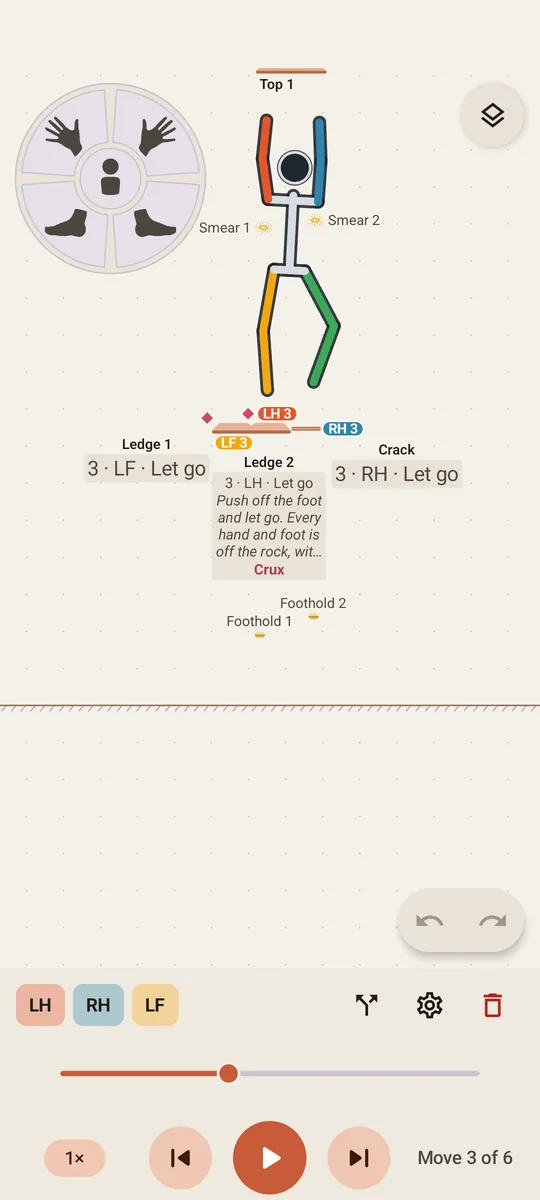 Top 1
Smear 1
Smear 2
LH 3
RH 3
LF 3
Ledge 1
3 · LF · Let go
Ledge 2
3 · LH · Let go
Push off the foot
and let go. Every
hand and foot is
off the rock, wit…
Crux
Crack
3 · RH · Let go
Foothold 2
Foothold 1
LH
RH
LF
1×
Move 3 of 6